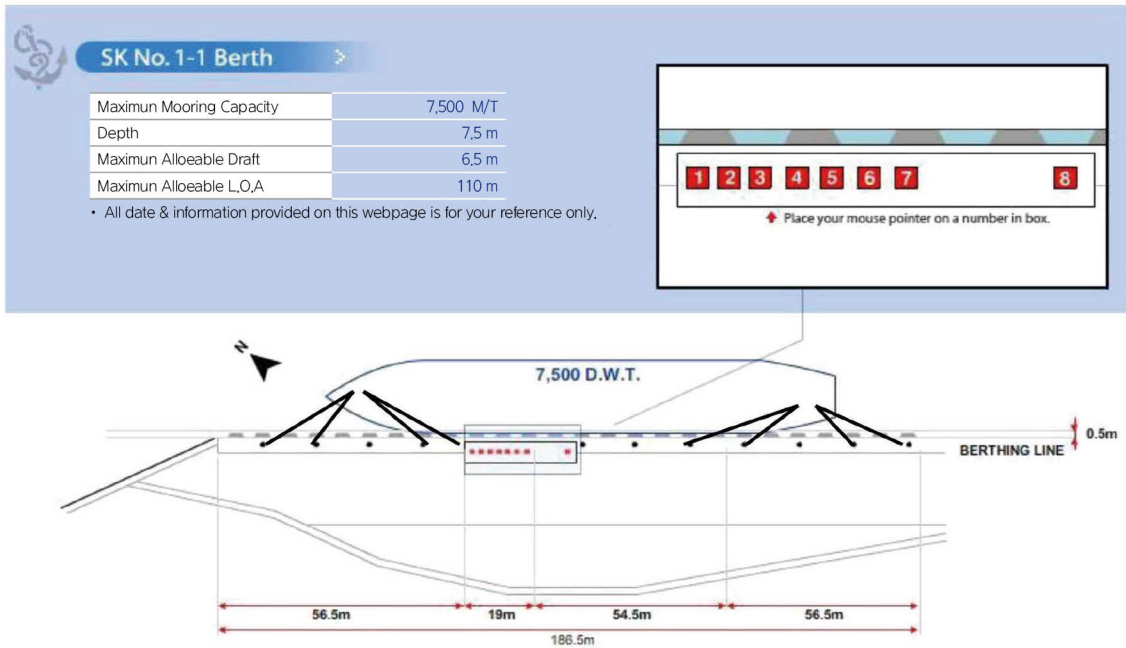 SK No. 1-1 Berth >
Maximun Mooring Capacity 7,500 M/T
Depth 7.5 m
Maximun Alloeable Draft 6.5 m
Maximun Alloeable L.O.A 110 m
• All date & information provided on this webpage is for your reference only.
1 2 3 4 5 6 7 8
Place your mouse pointer on a number in box.
N
7,500 D.W.T.
0.5m
BERTHING LINE
56.5m 19m 54.5m 56.5m
186.5m